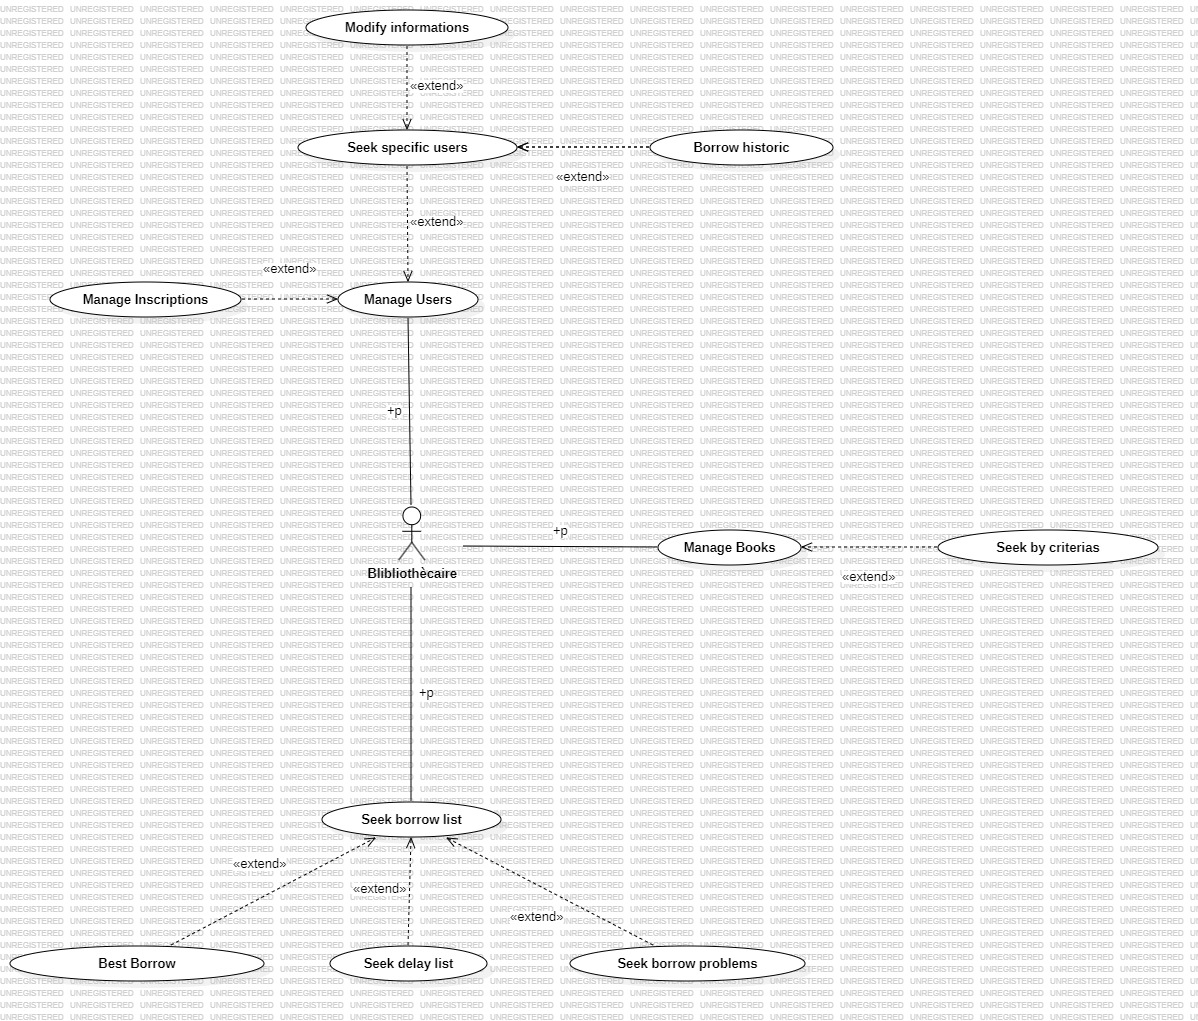 Modify informations
«extend»
Seek specific users
Borrow historic
«extend»
«extend»
«extend»
Manage Inscriptions
Manage Users
+p
+p
Manage Books
Seek by criterias
Blibliothècaire
«extend»
+p
Seek borrow list
«extend»
«extend»
«extend»
Best Borrow
Seek delay list
Seek borrow problems
UNREGISTERED